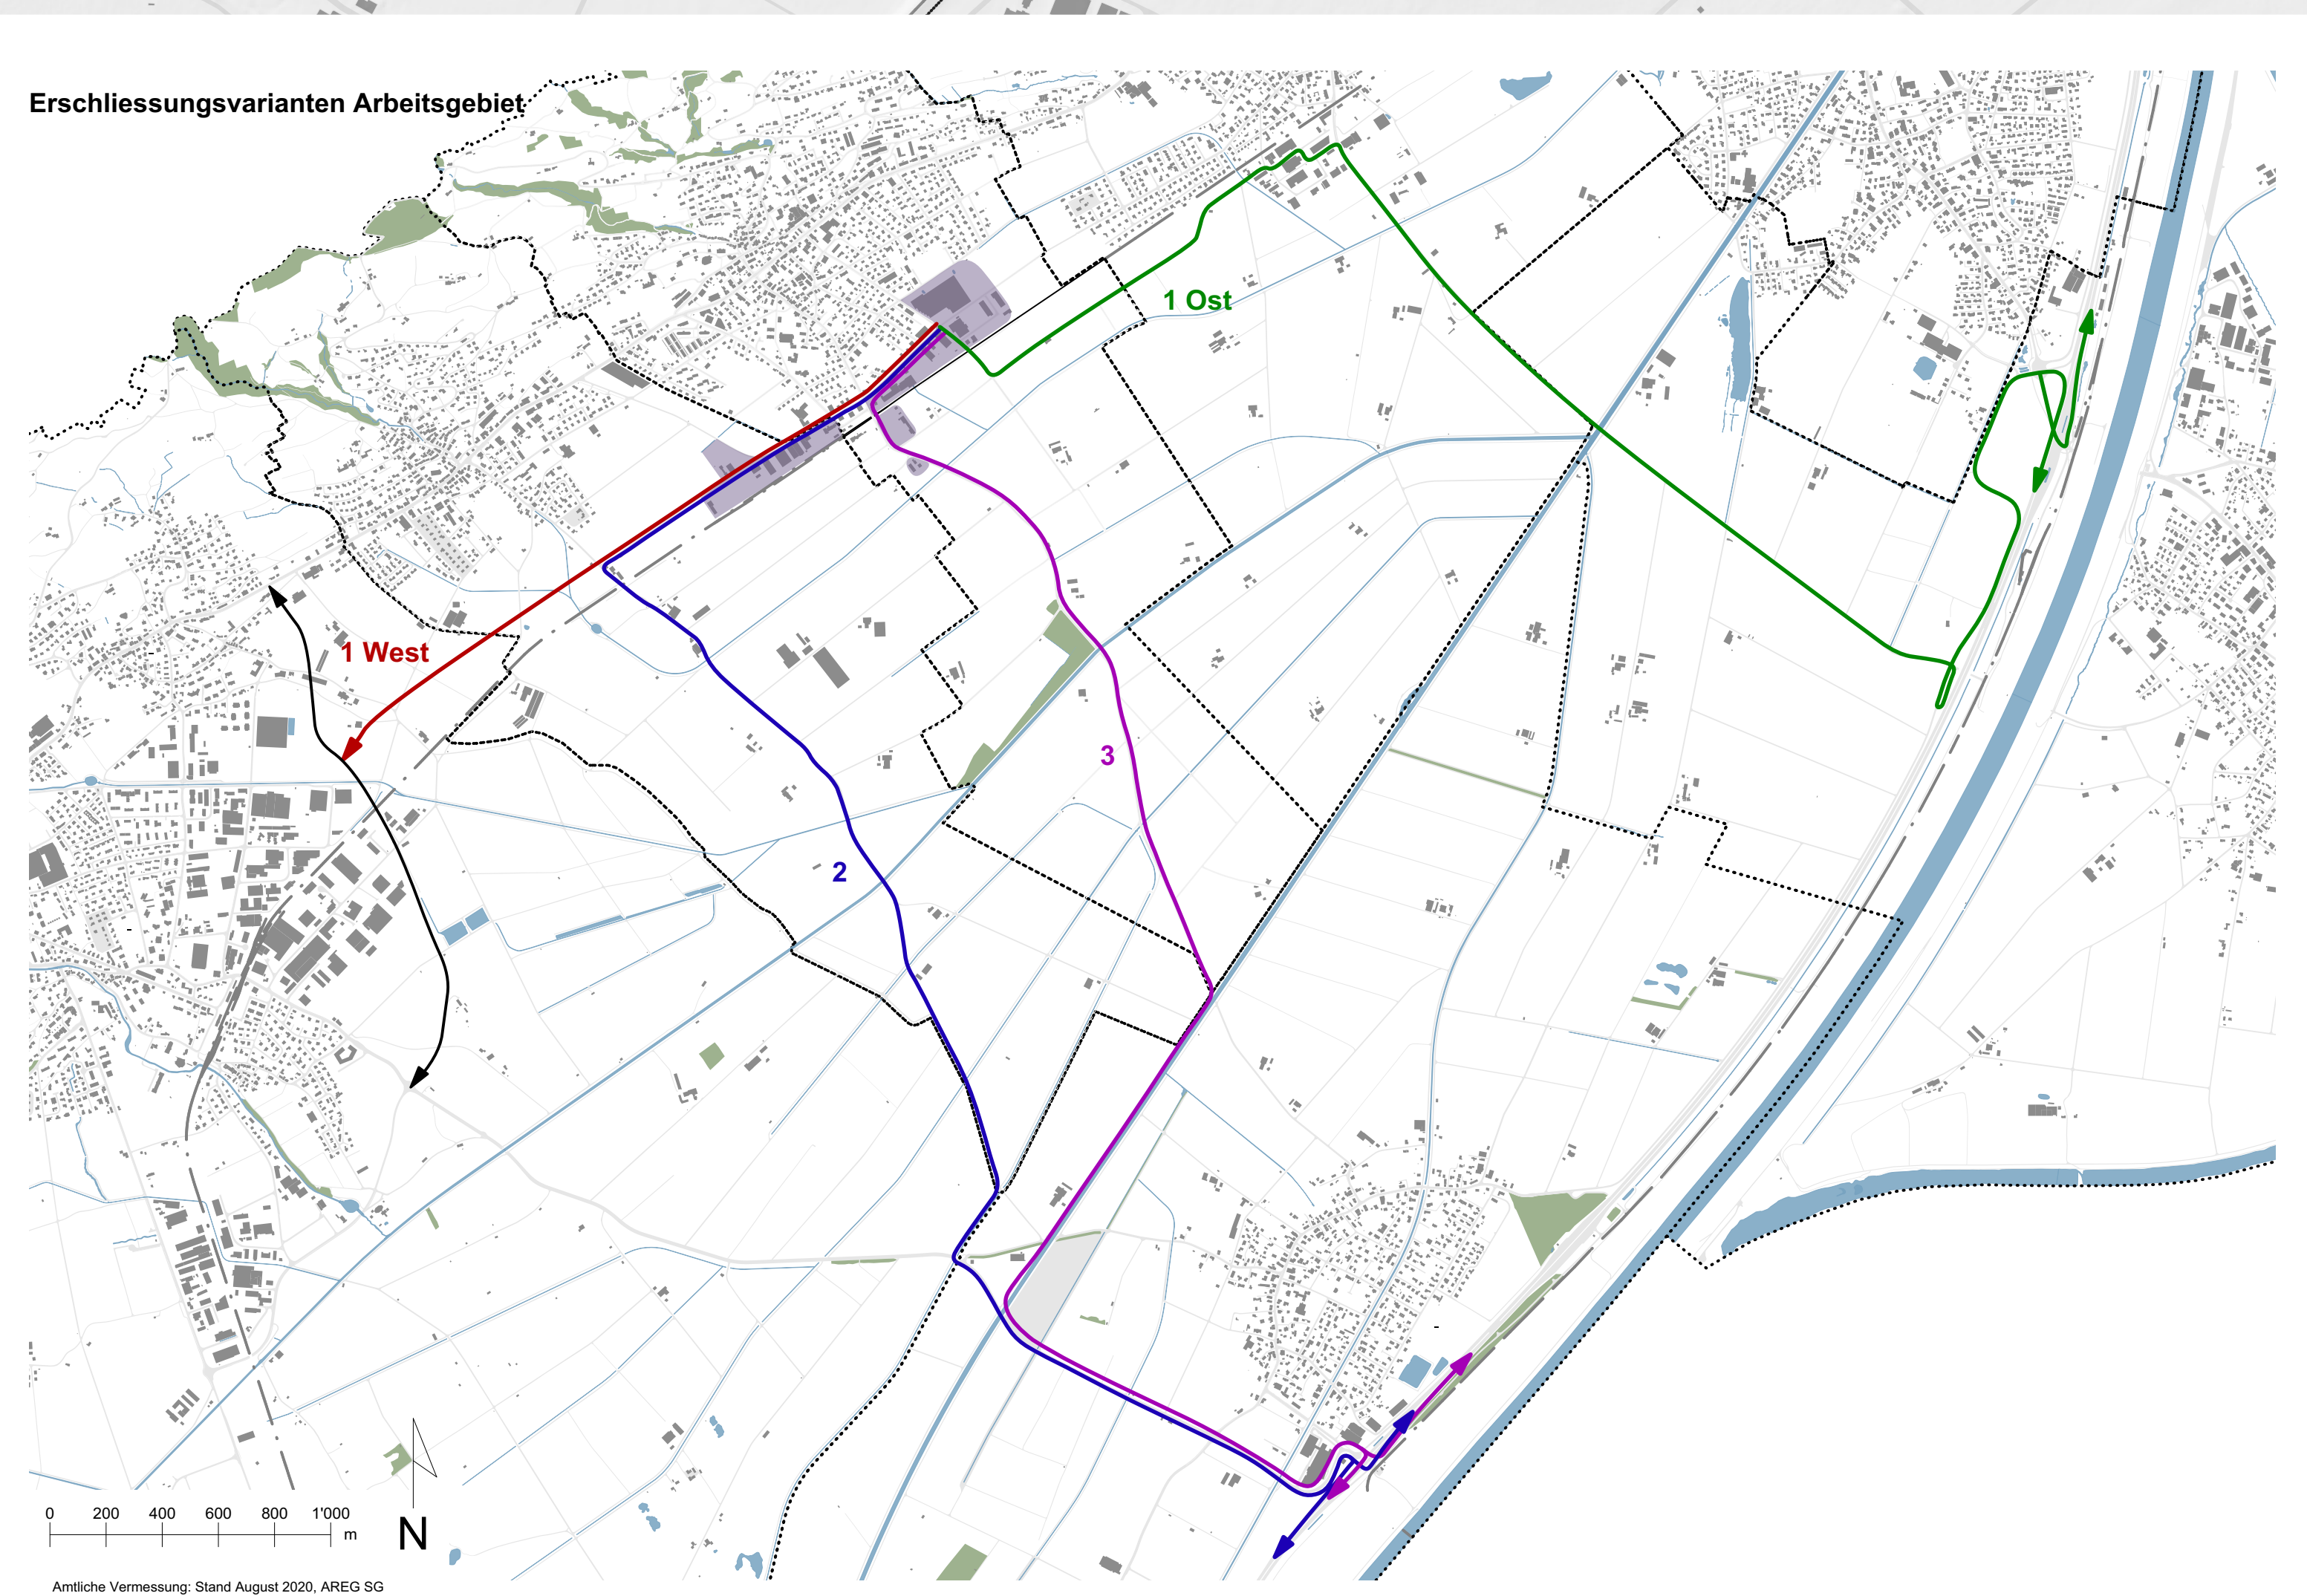 Erschliessungsvarianten Arbeitsgebiet
1 Ost
1 West
3
2
0 200 400 600 800 1'000
m
N
Amtliche Vermessung: Stand August 2020, AREG SG